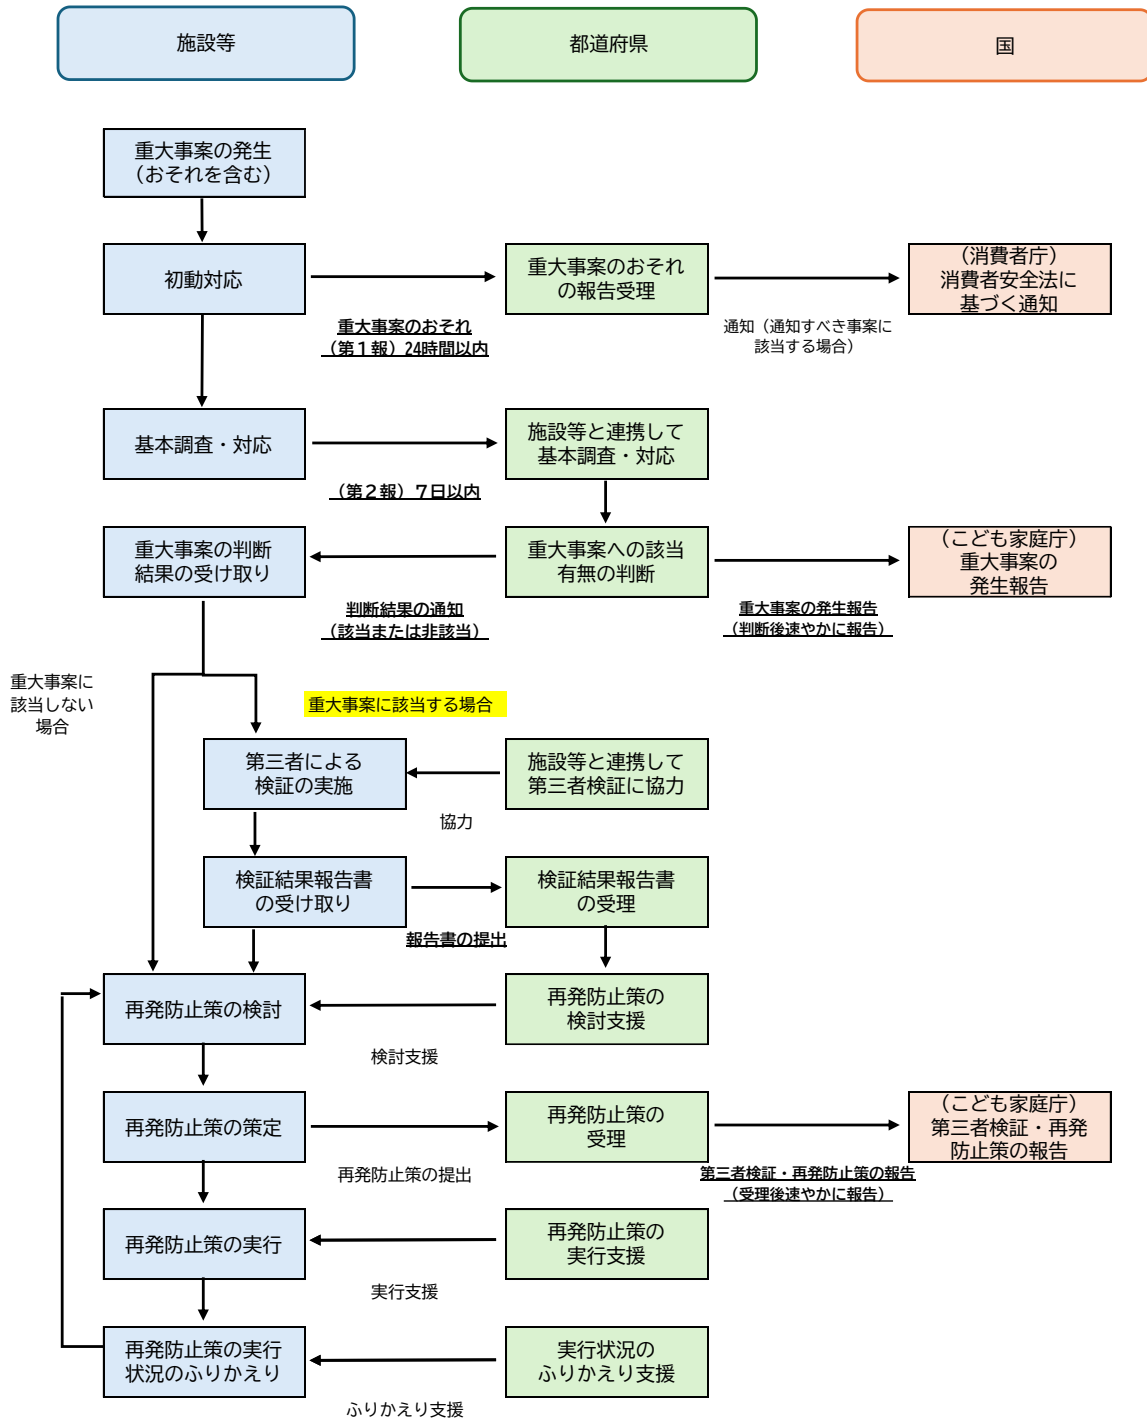 施設等
都道府県
国
重大事案の発生
（おそれを含む）
初動対応
重大事案のおそれ
の報告受理
（消費者庁）
消費者安全法に
基づく通知
重大事案のおそれ
（第１報）24時間以内
通知（通知すべき事案に
該当する場合）
基本調査・対応
施設等と連携して
基本調査・対応
（第２報）７日以内
重大事案の判断
結果の受け取り
重大事案への該当
有無の判断
（こども家庭庁）
重大事案の
発生報告
判断結果の通知
（該当または非該当）
重大事案の発生報告
（判断後速やかに報告）
重大事案に
該当しない
場合
重大事案に該当する場合
第三者による
検証の実施
施設等と連携して
第三者検証に協力
協力
検証結果報告書
の受け取り
検証結果報告書
の受理
報告書の提出
再発防止策の検討
再発防止策の
検討支援
検討支援
再発防止策の策定
再発防止策の
受理
（こども家庭庁）
第三者検証・再発
防止策の報告
再発防止策の提出
第三者検証・再発防止策の報告
（受理後速やかに報告）
再発防止策の実行
再発防止策の
実行支援
実行支援
再発防止策の実行
状況のふりかえり
実行状況の
ふりかえり支援
ふりかえり支援